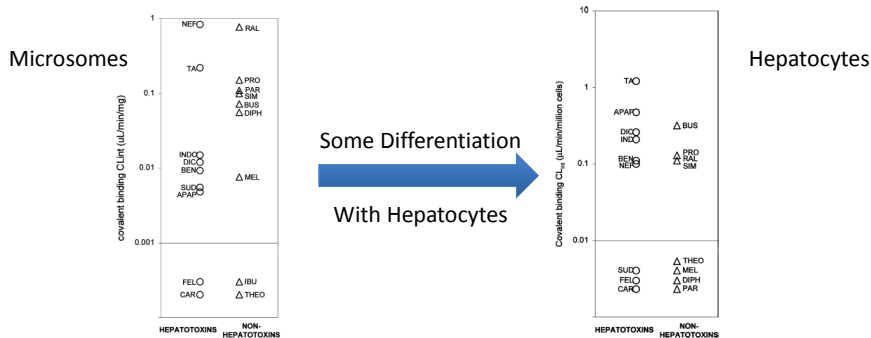 Microsomes
covalent binding CLint (uL/min/mg)
1
0.1
0.01
0.001
NEF
TA
INDO
DIC
BEN
SUD
APAP
FEL
CAR
RAL
PRO
PAR
SIM
BUS
DIPH
MEL
IBU
THEO
HEPATOTOXINS
NON-
HEPATOTOXINS
Some Differentiation
With Hepatocytes
Hepatocytes
Covalent binding CLint (µL/min/million cells)
10
1
0.1
0.01
TA
APAP
DIC
IND
BEN
NEF
SUD
FEL
CAR
BUS
PRO
RAL
SIM
THEO
MEL
DIPH
PAR
HEPATOTOXINS
NON-
HEPATOTOXINS